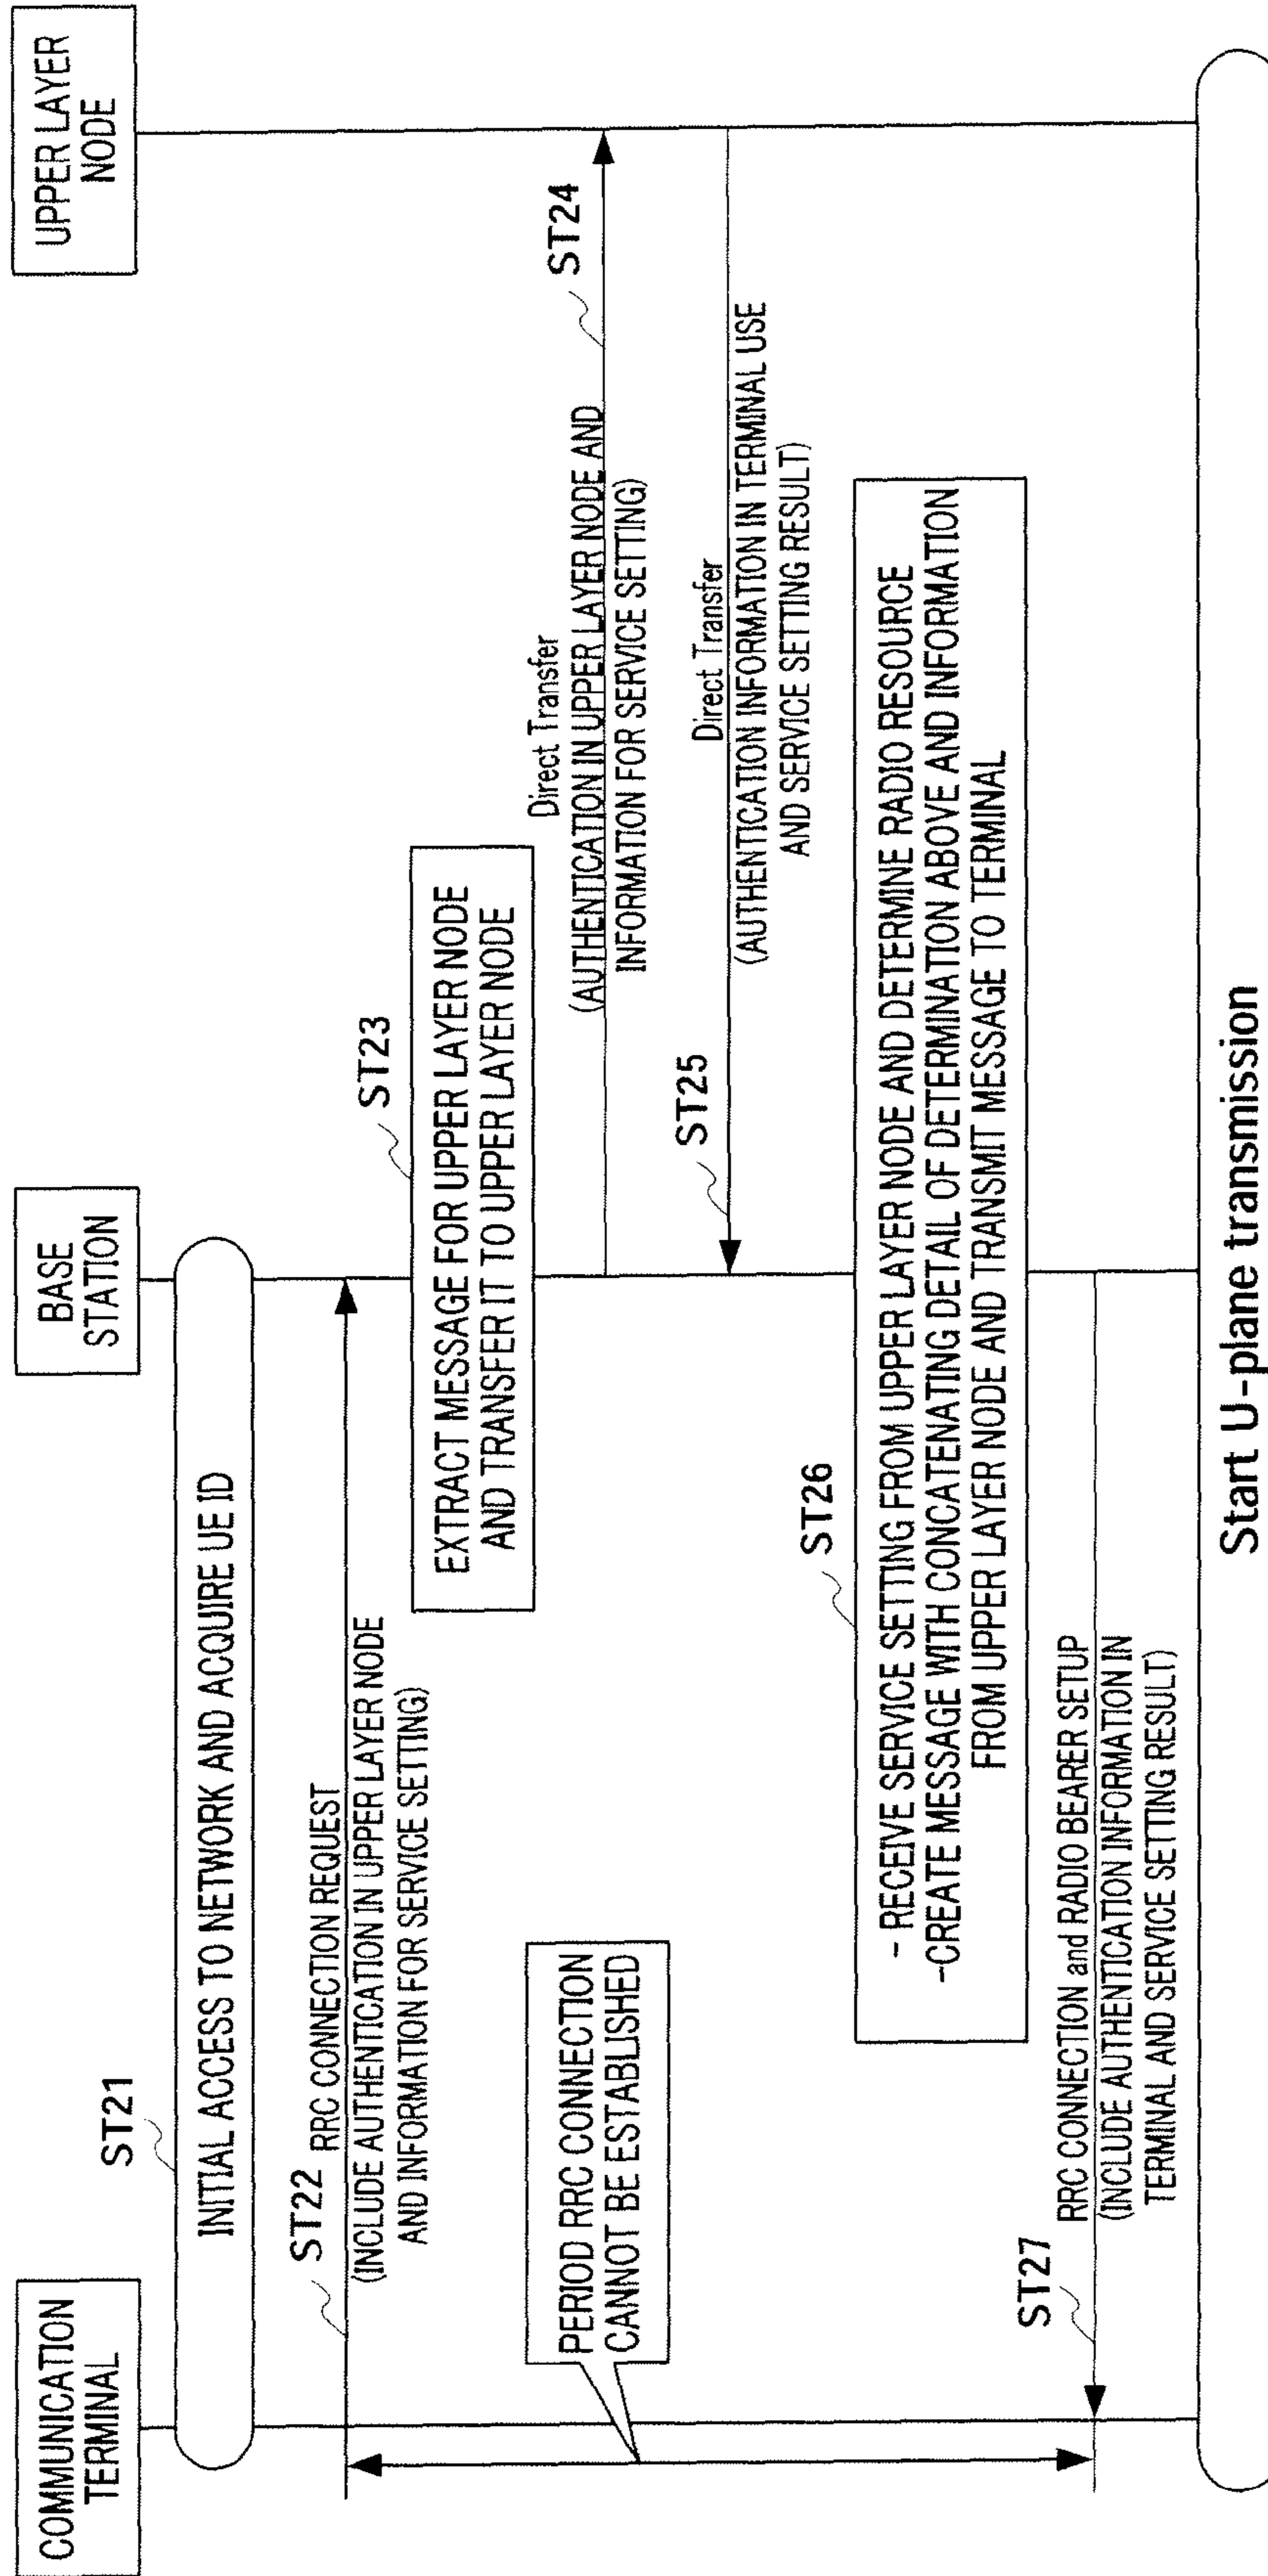 COMMUNICATION
TERMINAL
BASE
STATION
UPPER LAYER
NODE
ST21
INITIAL ACCESS TO NETWORK AND ACQUIRE UE ID
ST22
RRC CONNECTION REQUEST
(INCLUDE AUTHENTICATION IN UPPER LAYER NODE
AND INFORMATION FOR SERVICE SETTING)
ST23
EXTRACT MESSAGE FOR UPPER LAYER NODE
AND TRANSFER IT TO UPPER LAYER NODE
Direct Transfer
(AUTHENTICATION IN UPPER LAYER NODE AND
INFORMATION FOR SERVICE SETTING)
ST24
PERIOD RRC CONNECTION
CANNOT BE ESTABLISHED
ST25
Direct Transfer
(AUTHENTICATION INFORMATION IN TERMINAL USE
AND SERVICE SETTING RESULT)
ST26
- RECEIVE SERVICE SETTING FROM UPPER LAYER NODE AND DETERMINE RADIO RESOURCE
-CREATE MESSAGE WITH CONCATENATING DETAIL OF DETERMINATION ABOVE AND INFORMATION
FROM UPPER LAYER NODE AND TRANSMIT MESSAGE TO TERMINAL
ST27
RRC CONNECTION and RADIO BEARER SETUP
(INCLUDE AUTHENTICATION INFORMATION IN
TERMINAL AND SERVICE SETTING RESULT)
Start U-plane transmission